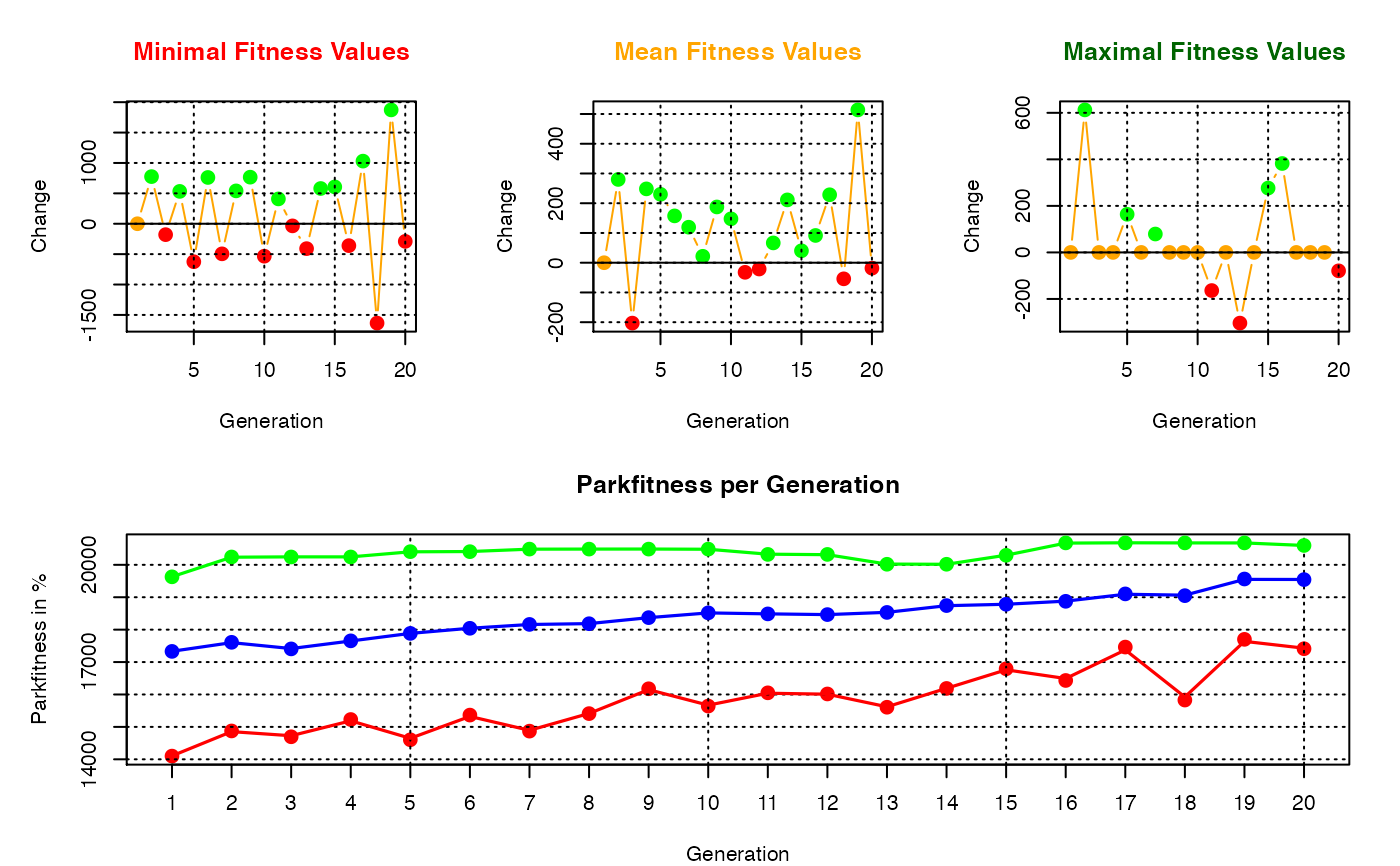 Minimal Fitness Values
Change
1000
0
-1500
5 10 15 20
Generation
Mean Fitness Values
Change
400
200
0
-200
5 10 15 20
Generation
Maximal Fitness Values
Change
600
200
0
-200
5 10 15 20
Generation
Parkfitness per Generation
Parkfitness in %
20000
17000
14000
1 2 3 4 5 6 7 8 9 10 11 12 13 14 15 16 17 18 19 20
Generation